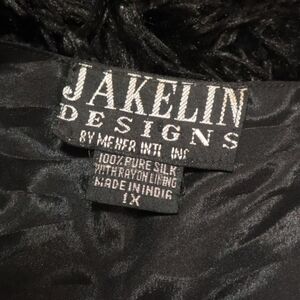 JAKELIN
DESIGNS
BY MEHER INTL INC
100% PURE SILK
WITH RAYON LINING
MADE IN INDIA
1X